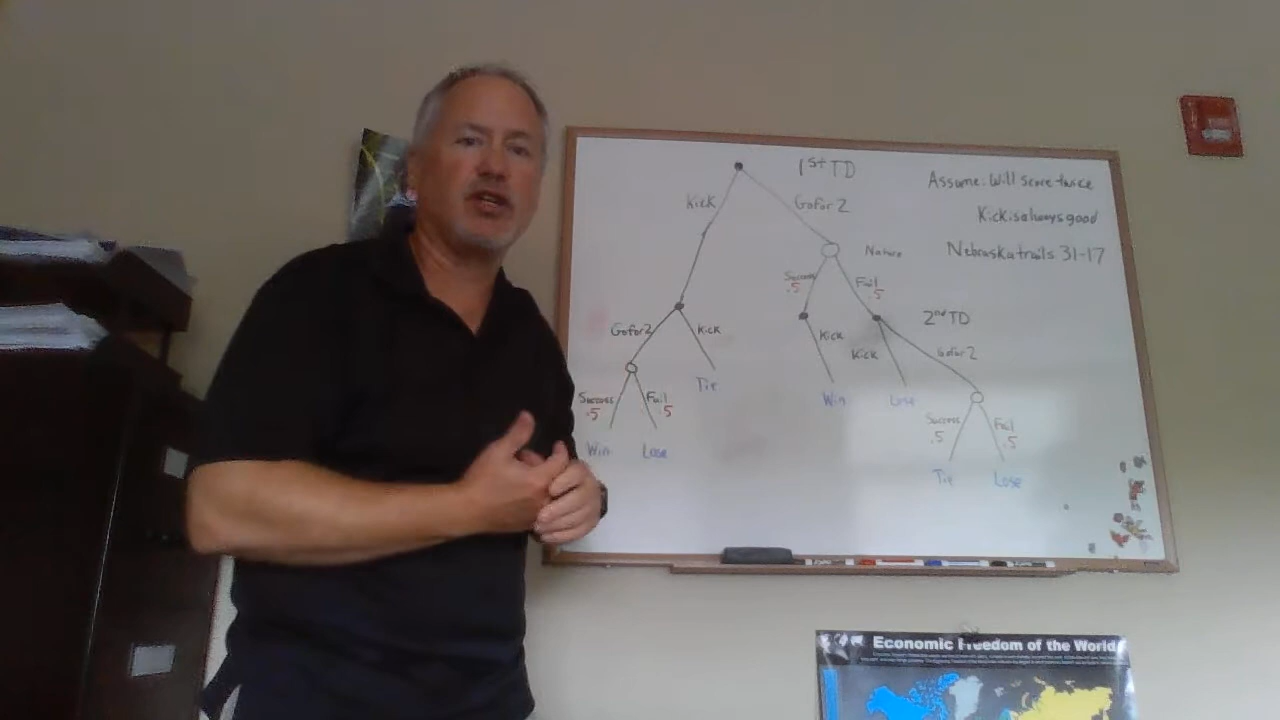 1st TD
Assume: Will score twice
Kick
Go for 2
Kick is always good
Nature
Nebraska trails 31-17
Success
.5
Fail
.5
2nd TD
Go for 2
Kick
Kick
Kick
Go for 2
Success
.5
Fail
.5
Tie
Win
Lose
Success
.5
Fail
.5
Win
Lose
Tie
Lose
Economic Freedom of the World